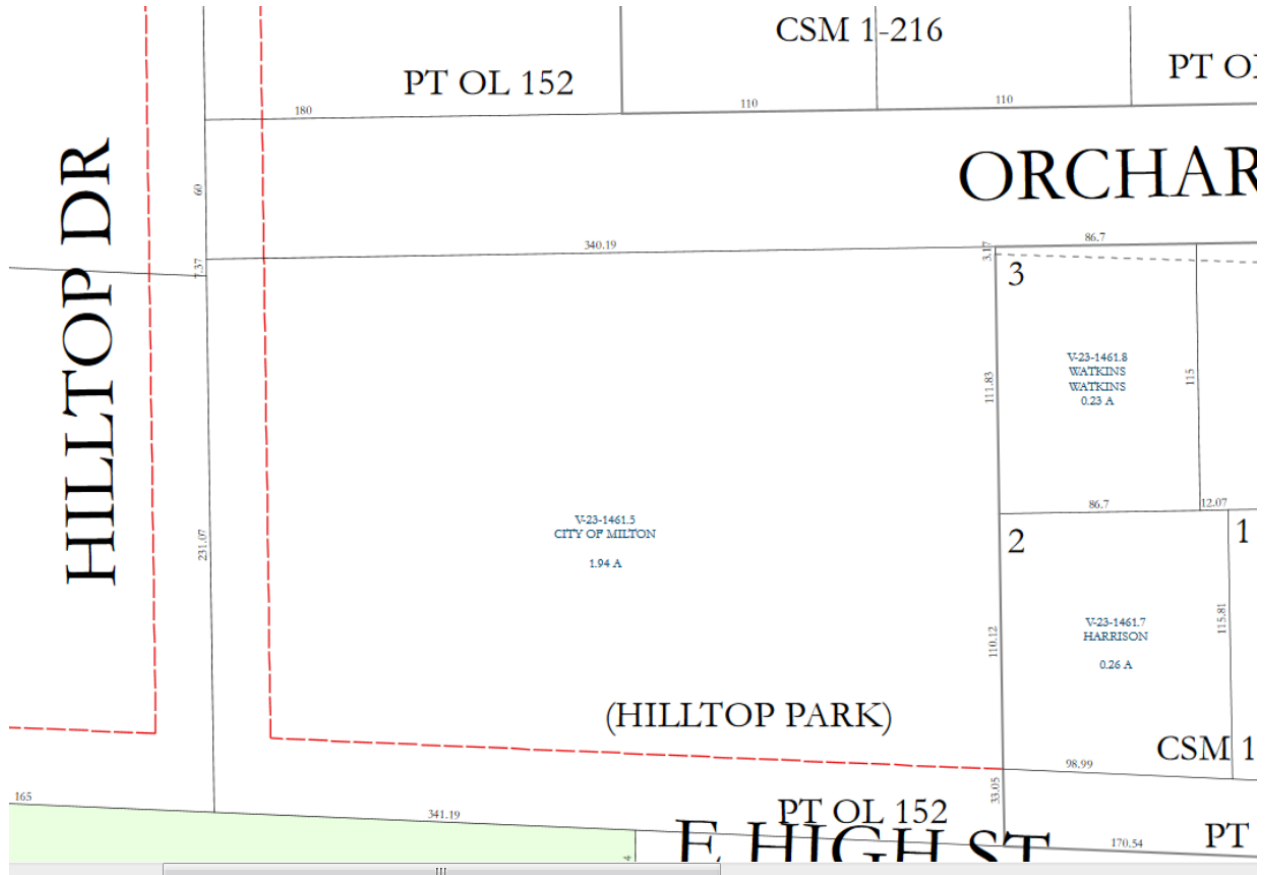 CSM 1-216
PT OL 152
PT O
180
110
110
HILLTOP DR
60
ORCHAR
340.19
3.17
86.7
7.37
3
V-23-1461.8
WATKINS
WATKINS
0.23 A
111.83
115
86.7
12.07
231.07
V-23-1461.5
CITY OF MILTON
1.94 A
2
1
V-23-1461.7
HARRISON
0.26 A
110.12
115.81
(HILLTOP PARK)
CSM 1
98.99
33.05
165
341.19
PT OL 152
E HIGH ST
170.54
PT
4